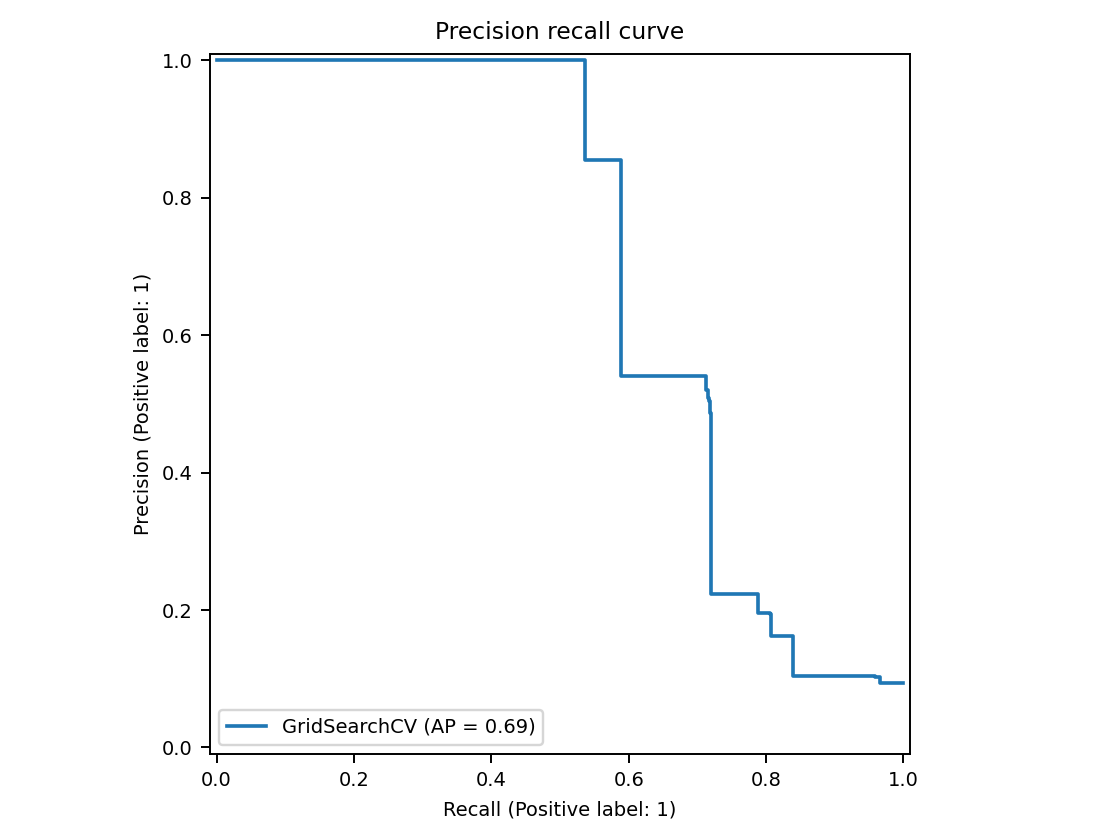 Precision recall curve
1.0
0.8
0.6
0.4
0.2
0.0
Precision (Positive label: 1)
GridSearchCV (AP = 0.69)
0.0 0.2 0.4 0.6 0.8 1.0
Recall (Positive label: 1)